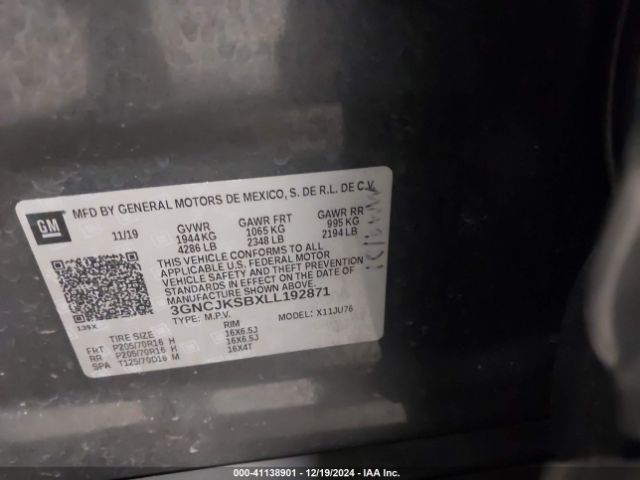 GM
MFD BY GENERAL MOTORS DE MEXICO, S. DE R.L. DE C.V.
11/19 GVWR GAWR FRT GAWR RR
1944 KG 1065 KG 995 KG
4286 LB 2348 LB 2194 LB
THIS VEHICLE CONFORMS TO ALL
APPLICABLE U.S. FEDERAL MOTOR
VEHICLE SAFETY AND THEFT PREVENTION
STANDARDS IN EFFECT ON THE DATE OF
MANUFACTURE SHOWN ABOVE.
3GNCJKSBXLL192871
TYPE: M.P.V. MODEL: X11JU76
139X
TIRE SIZE RIM
FRT P205/70R16 H 16X6.5J
RR P205/70R16 H 16X6.5J
SPA T125/70D16 M 16X4T
000-41138901 - 12/19/2024 - IAA Inc.